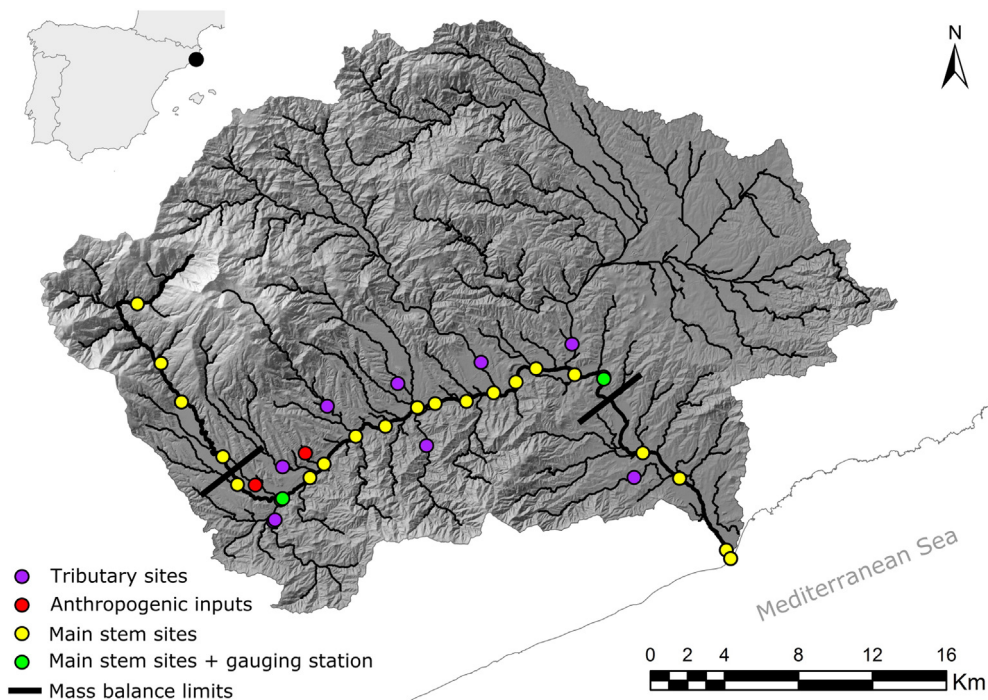 N
Tributary sites
Anthropogenic inputs
Main stem sites
Main stem sites + gauging station
Mass balance limits
Mediterranean Sea
0 2 4 8 12 16
Km